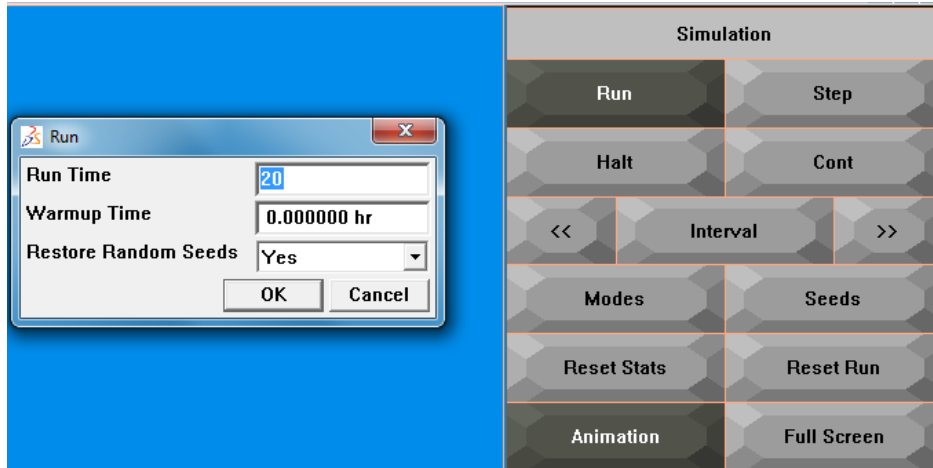 Simulation
Run Step
Halt Cont
<< Interval >>
Modes Seeds
Reset Stats Reset Run
Animation Full Screen
Run
Run Time 20
Warmup Time 0.000000 hr
Restore Random Seeds Yes
OK Cancel